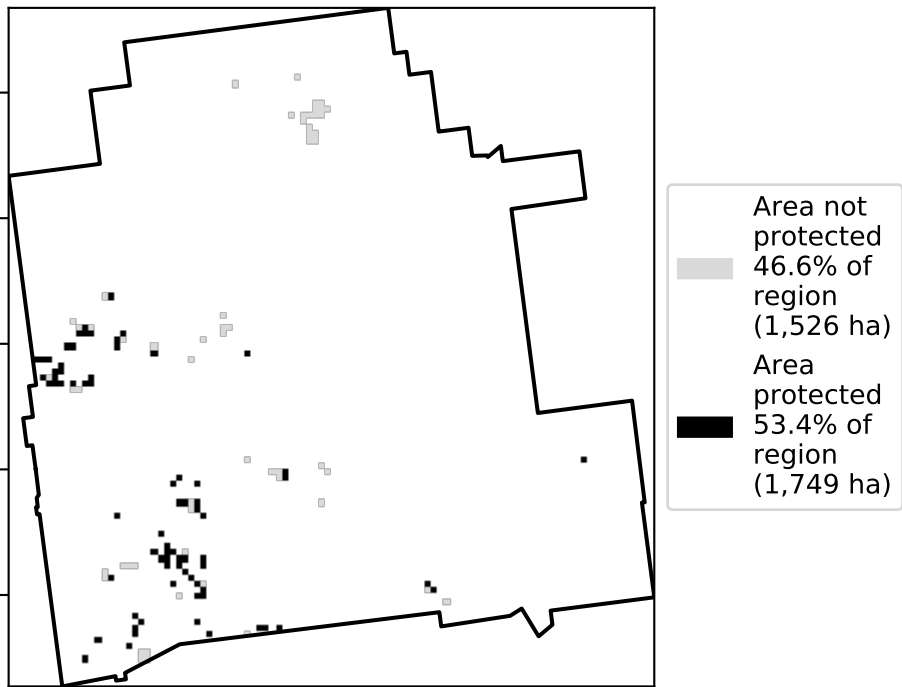 Area not
protected
46.6% of
region
(1,526 ha)
Area
protected
53.4% of
region
(1,749 ha)